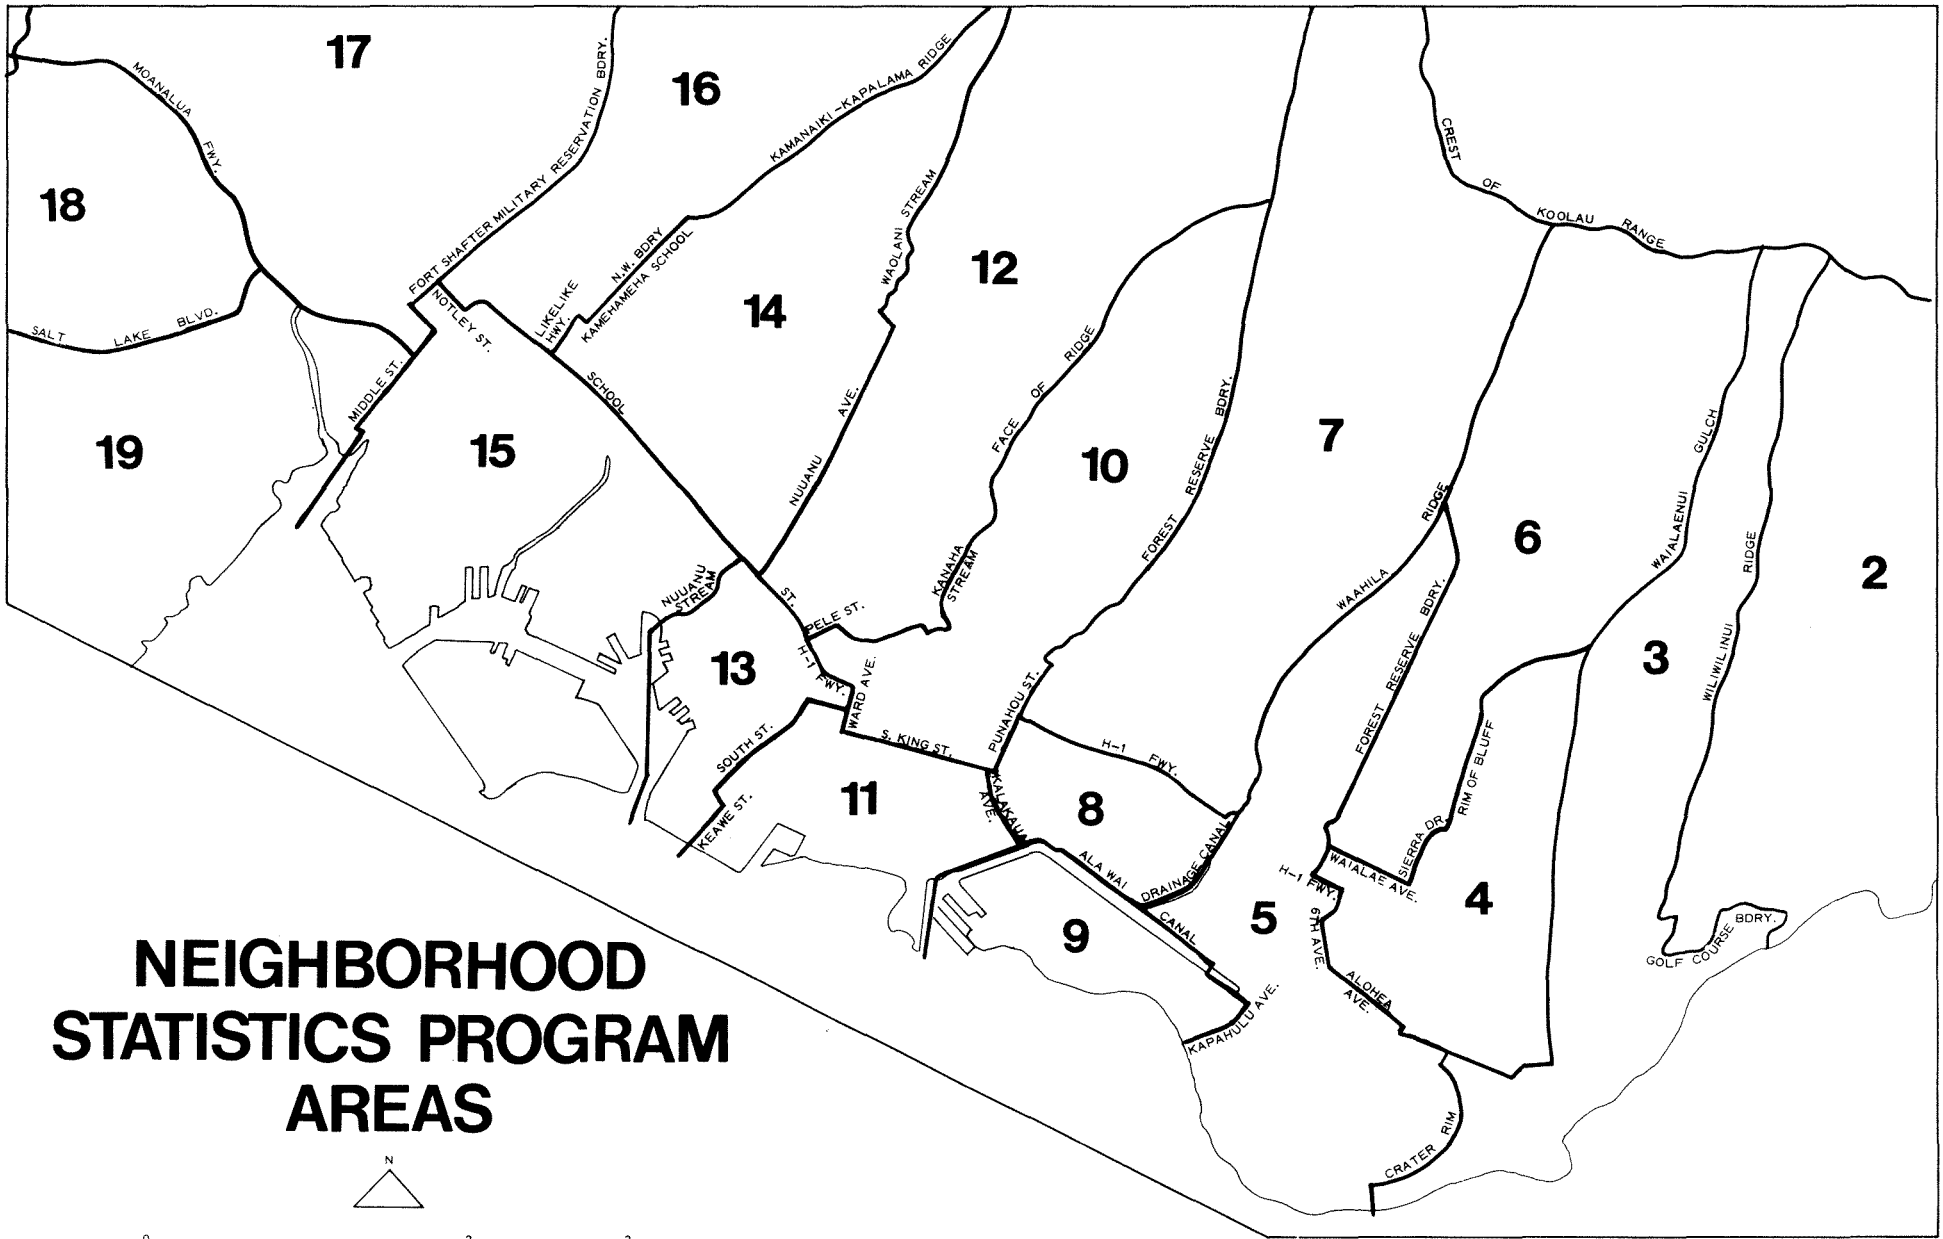 17
16
MOANALUA
FWY.
FORT SHAFTER MILITARY RESERVATION BDRY.
KAMANAIKI-KAPALAMA RIDGE
CREST
OF
KOOLAU
RANGE
18
WAOLANI STREAM
12
N.W. BDRY
KAMEHAMEHA SCHOOL
LIKELIKE
HWY.
NOTLEY ST.
14
SALT
LAKE
BLVD.
MIDDLE ST.
SCHOOL
FACE
OF
RIDGE
NUUANU
AVE.
FOREST
RESERVE
BDRY.
7
19
15
10
WAIALAENUI
GULCH
WAAHILA
RIDGE
6
2
KANAHA
STREAM
NUUANU
STREAM
ST.
PELE ST.
FOREST
RESERVE
BDRY.
WILIWILINUI
RIDGE
3
13
H-1
FWY.
WARD AVE.
SOUTH ST.
S. KING ST.
PUNAHOU ST.
H-1
FWY.
RIM OF BLUFF
11
8
KALAKAUA
AVE.
KEAWE ST.
SIERRA DR.
ALA WAI
CANAL
DRAINAGE CANAL
WAIALAE AVE.
H-1 FWY.
4
5
9
6TH AVE.
GOLF COURSE
BDRY.
ALOHEA
AVE.
KAPAHULU AVE.
CRATER
RIM
NEIGHBORHOOD
STATISTICS PROGRAM
AREAS
N